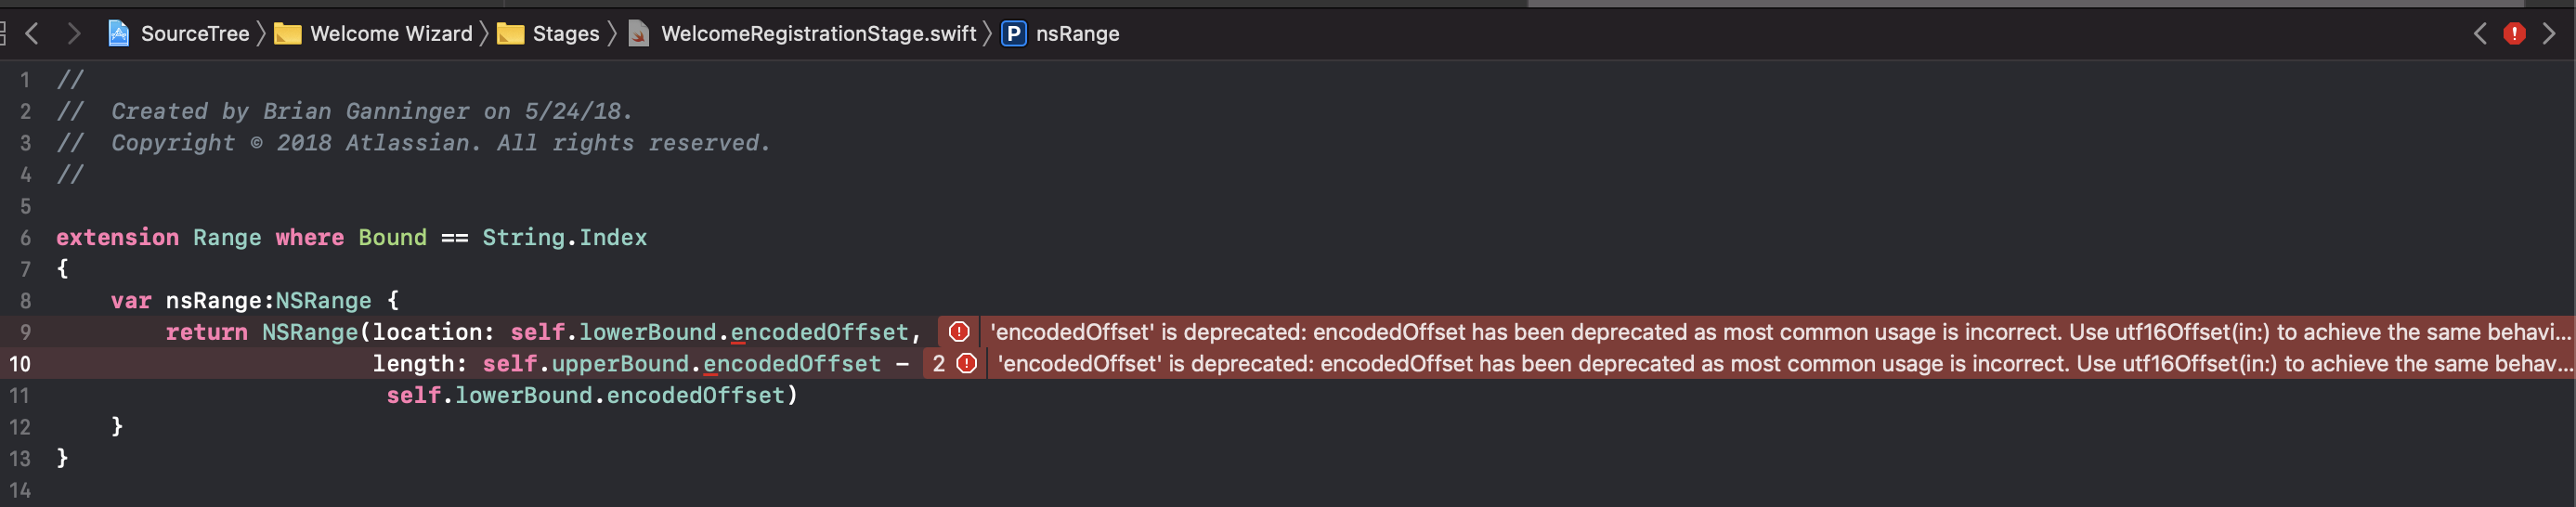 SourceTree 〉 Welcome Wizard 〉 Stages 〉 WelcomeRegistrationStage.swift 〉 P nsRange
1 //
2 //  Created by Brian Ganninger on 5/24/18.
3 //  Copyright © 2018 Atlassian. All rights reserved.
4 //
5
6 extension Range where Bound == String.Index
7 {
8     var nsRange:NSRange {
9         return NSRange(location: self.lowerBound.encodedOffset, 'encodedOffset' is deprecated: encodedOffset has been deprecated as most common usage is incorrect. Use utf16Offset(in:) to achieve the same behavi...
10                        length: self.upperBound.encodedOffset - 2 'encodedOffset' is deprecated: encodedOffset has been deprecated as most common usage is incorrect. Use utf16Offset(in:) to achieve the same behav...
11                         self.lowerBound.encodedOffset)
12     }
13 }
14